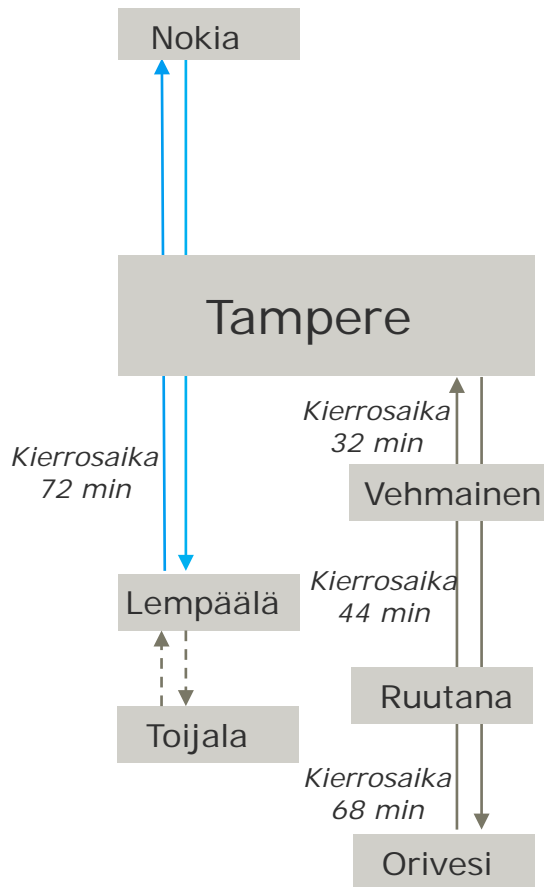 Nokia
Tampere
Kierrosaika
32 min
Kierrosaika
72 min
Vehmainen
Kierrosaika
44 min
Lempäälä
Ruutana
Toijala
Kierrosaika
68 min
Orivesi